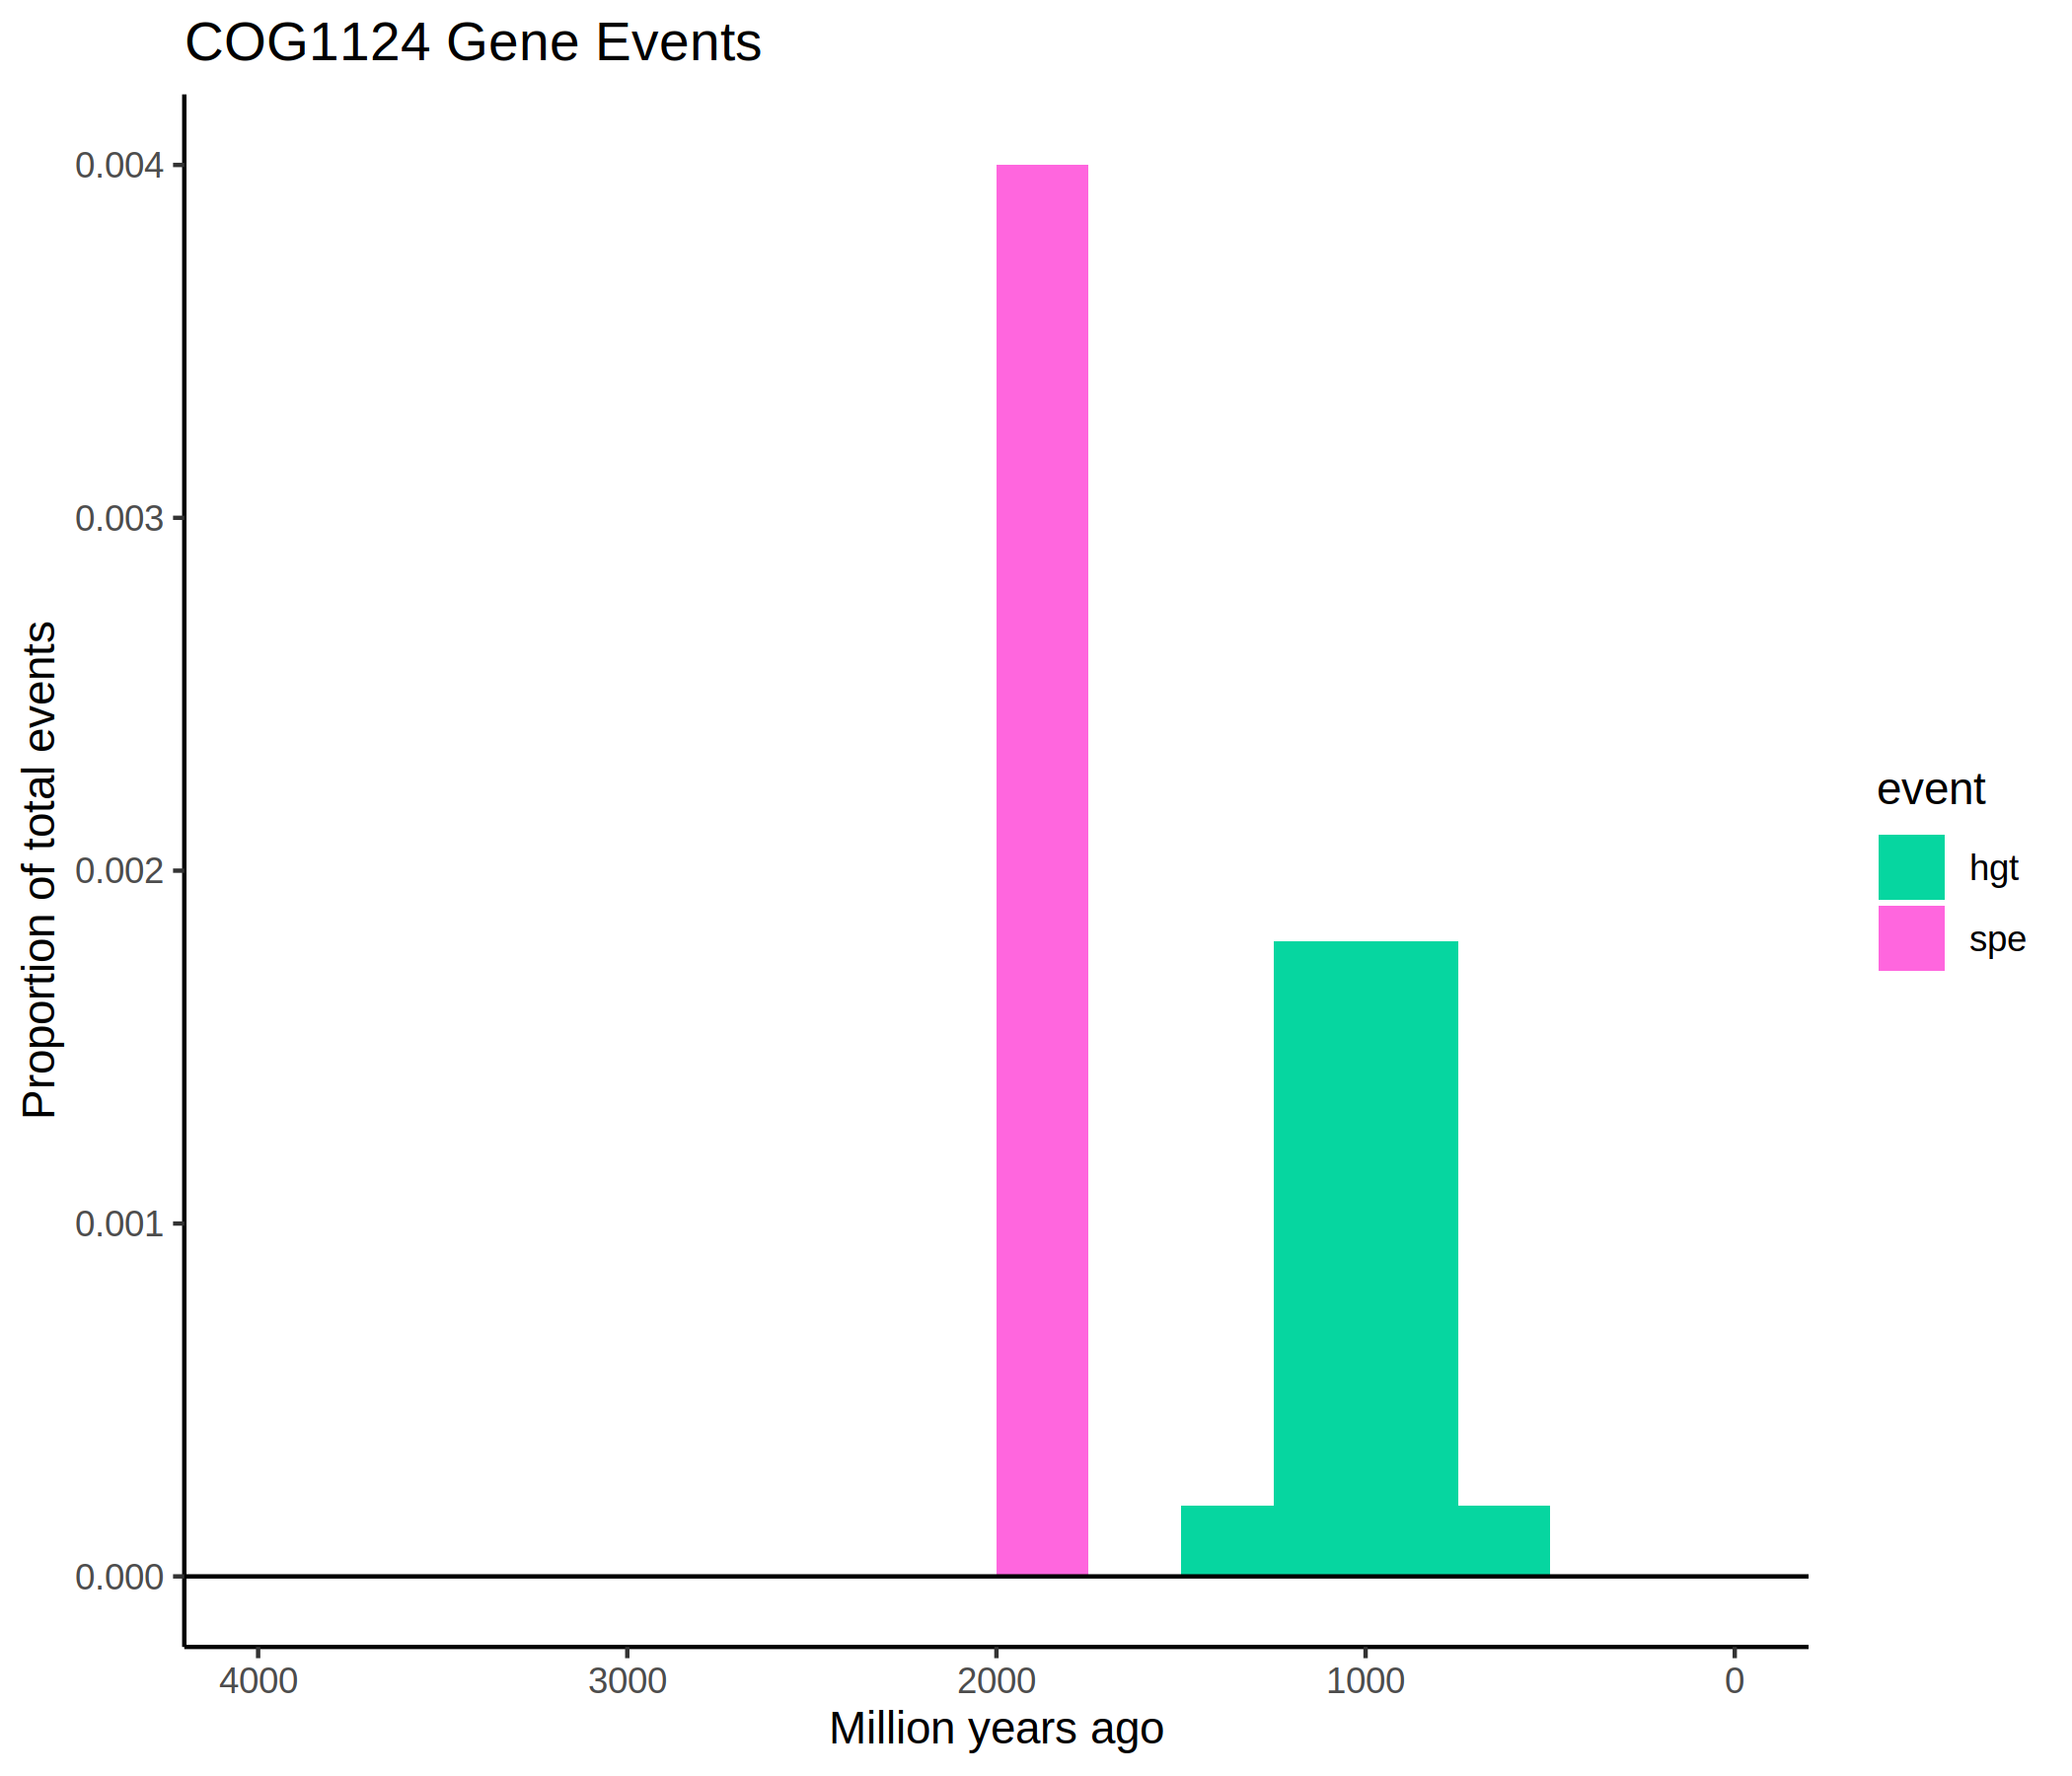 COG1124 Gene Events
Proportion of total events
0.004
0.003
0.002
0.001
0.000
4000 3000 2000 1000 0
Million years ago
event
hgt
spe